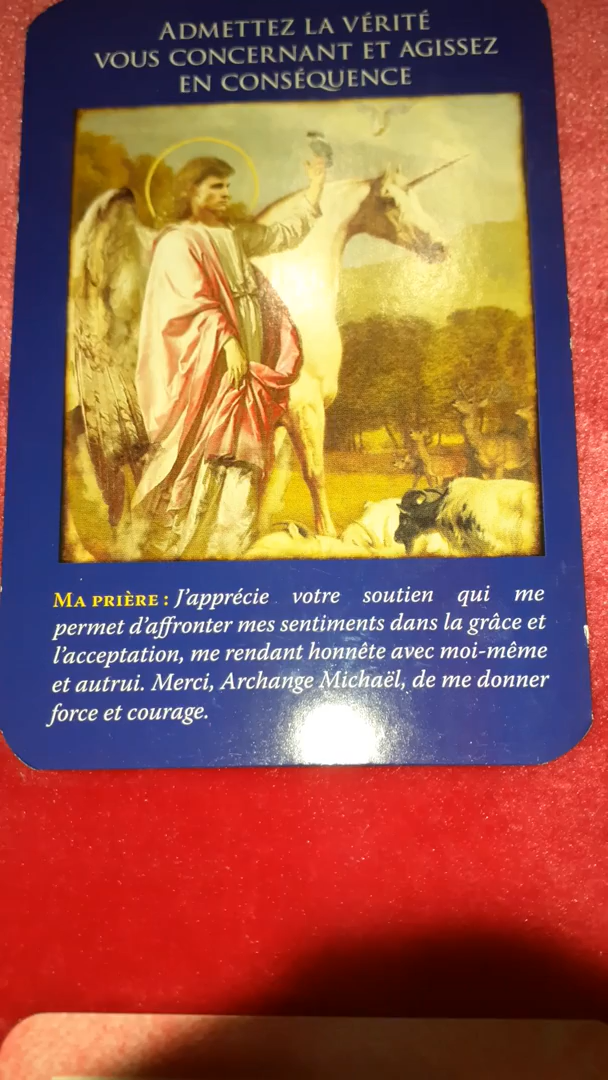 ADMETTEZ LA VÉRITÉ
VOUS CONCERNANT ET AGISSEZ
EN CONSÉQUENCE
MA PRIÈRE : J'apprécie votre soutien qui me
permet d'affronter mes sentiments dans la grâce et
l'acceptation, me rendant honnête avec moi-même
et autrui. Merci, Archange Michaël, de me donner
force et courage.